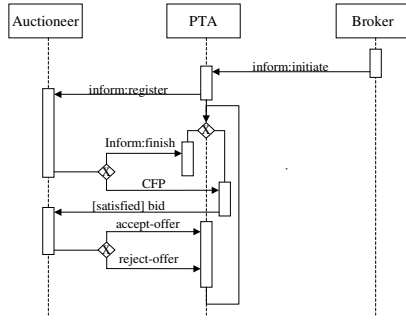 Auctioneer
PTA
Broker
inform:initiate
inform:register
X
Inform:finish
X
CFP
[satisfied] bid
accept-offer
X
reject-offer